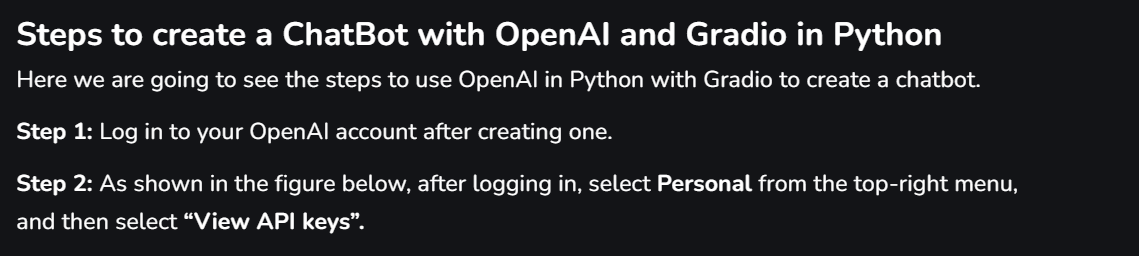 Steps to create a ChatBot with OpenAI and Gradio in Python
Here we are going to see the steps to use OpenAI in Python with Gradio to create a chatbot.
Step 1: Log in to your OpenAI account after creating one.
Step 2: As shown in the figure below, after logging in, select Personal from the top-right menu,
and then select “View API keys”.